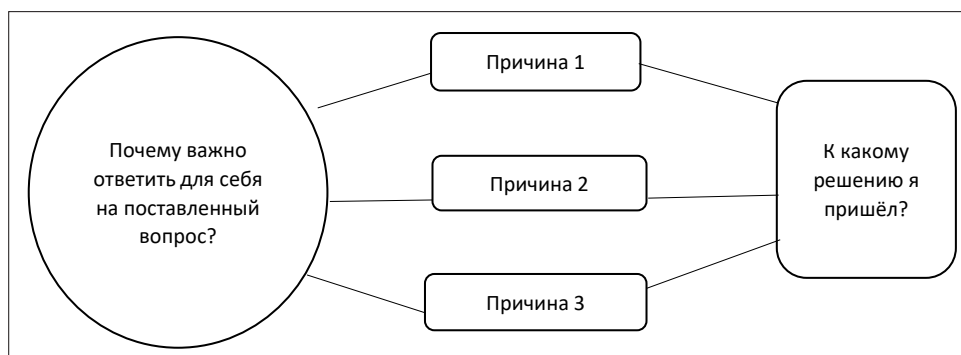 Почему важно
ответить для себя
на поставленный
вопрос?
Причина 1
Причина 2
Причина 3
К какому
решению я
пришёл?